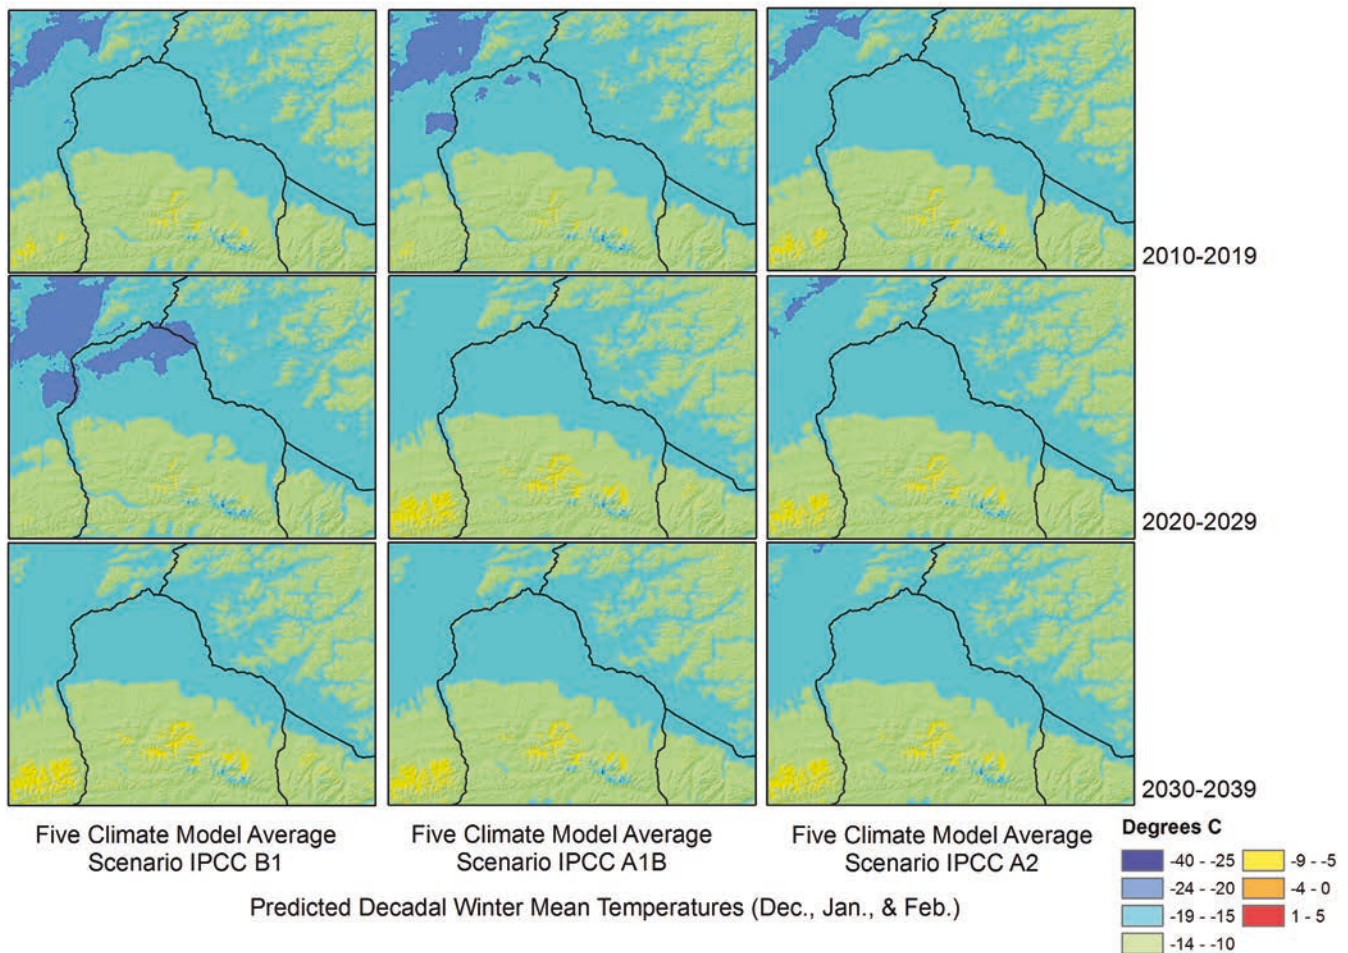 2010-2019
2020-2029
2030-2039
Five Climate Model Average
Scenario IPCC B1
Five Climate Model Average
Scenario IPCC A1B
Five Climate Model Average
Scenario IPCC A2
Predicted Decadal Winter Mean Temperatures (Dec., Jan., & Feb.)
Degrees C
-40 - -25
-24 - -20
-19 - -15
-14 - -10
-9 - -5
-4 - 0
1 - 5